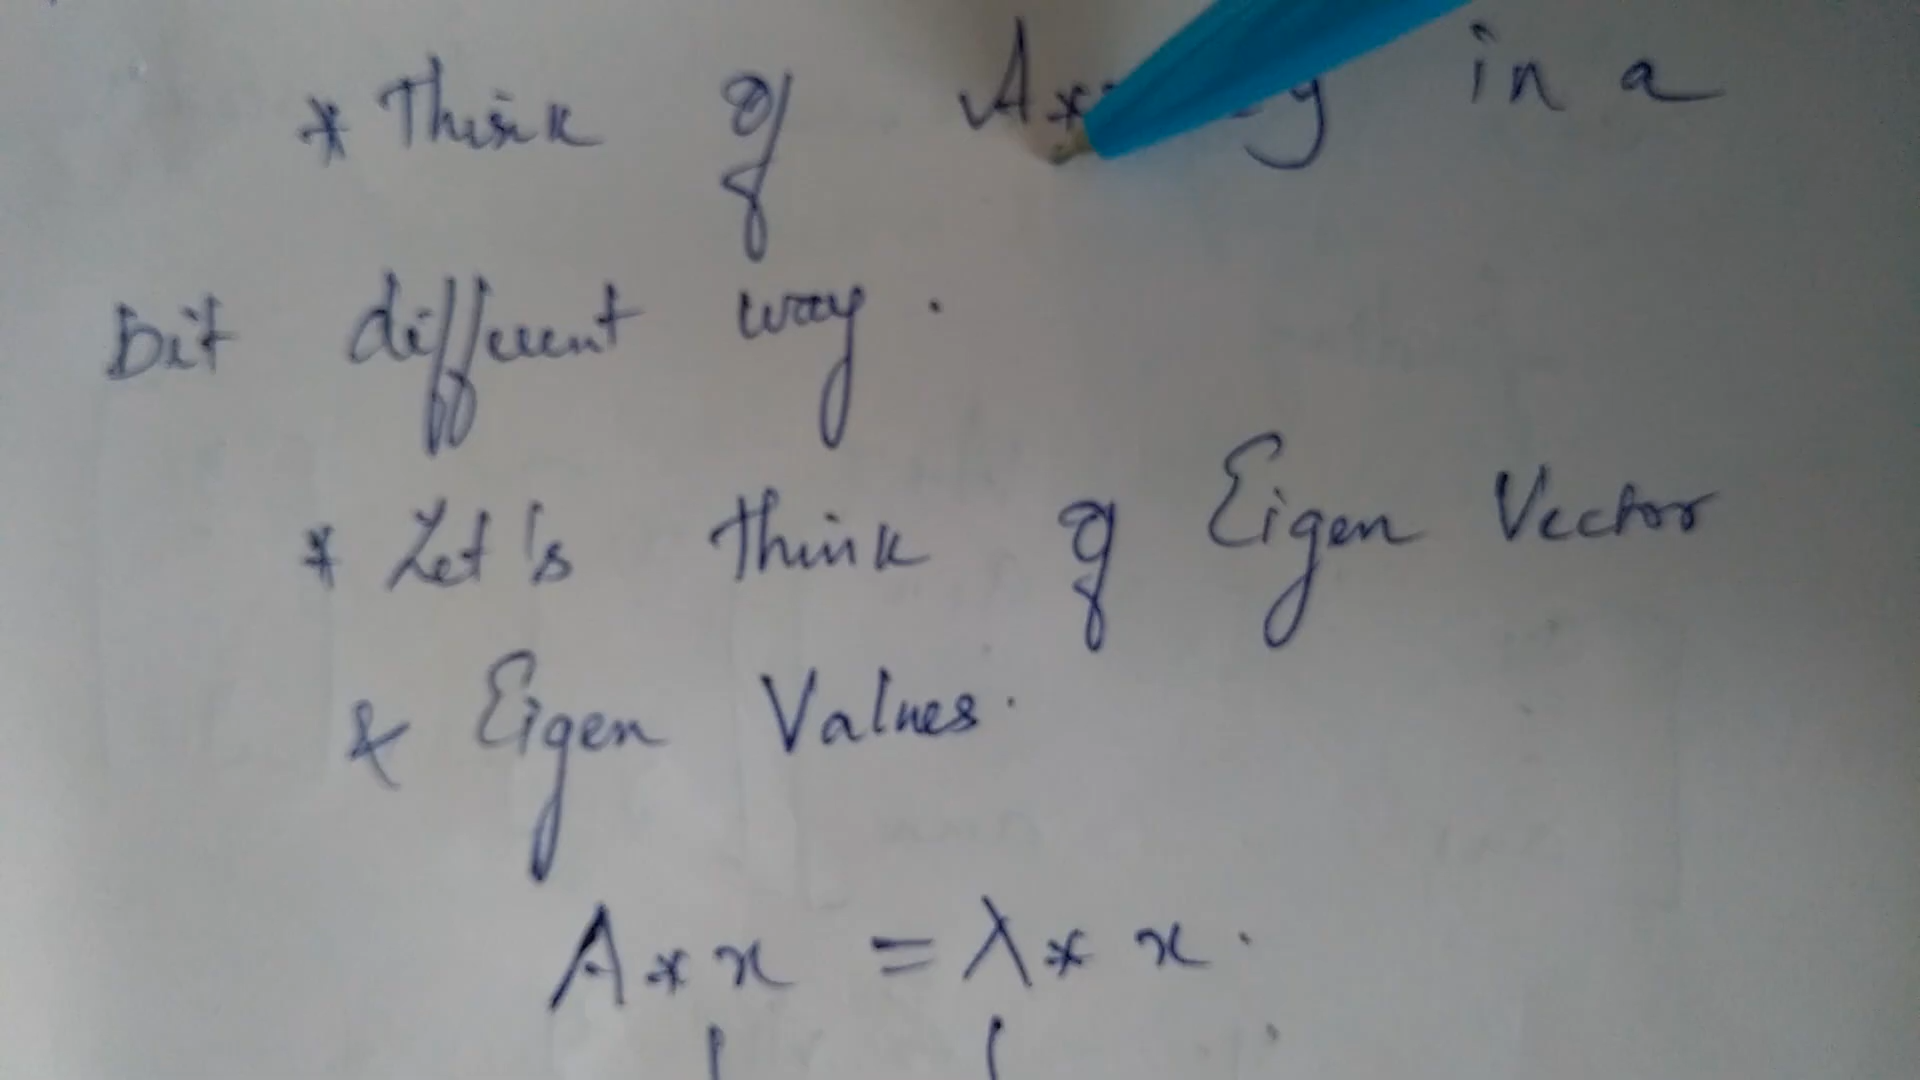 * Think of A* y in a
bit different way.
* Let's think of Eigen Vector
& Eigen Values.
A * x = λ * x.